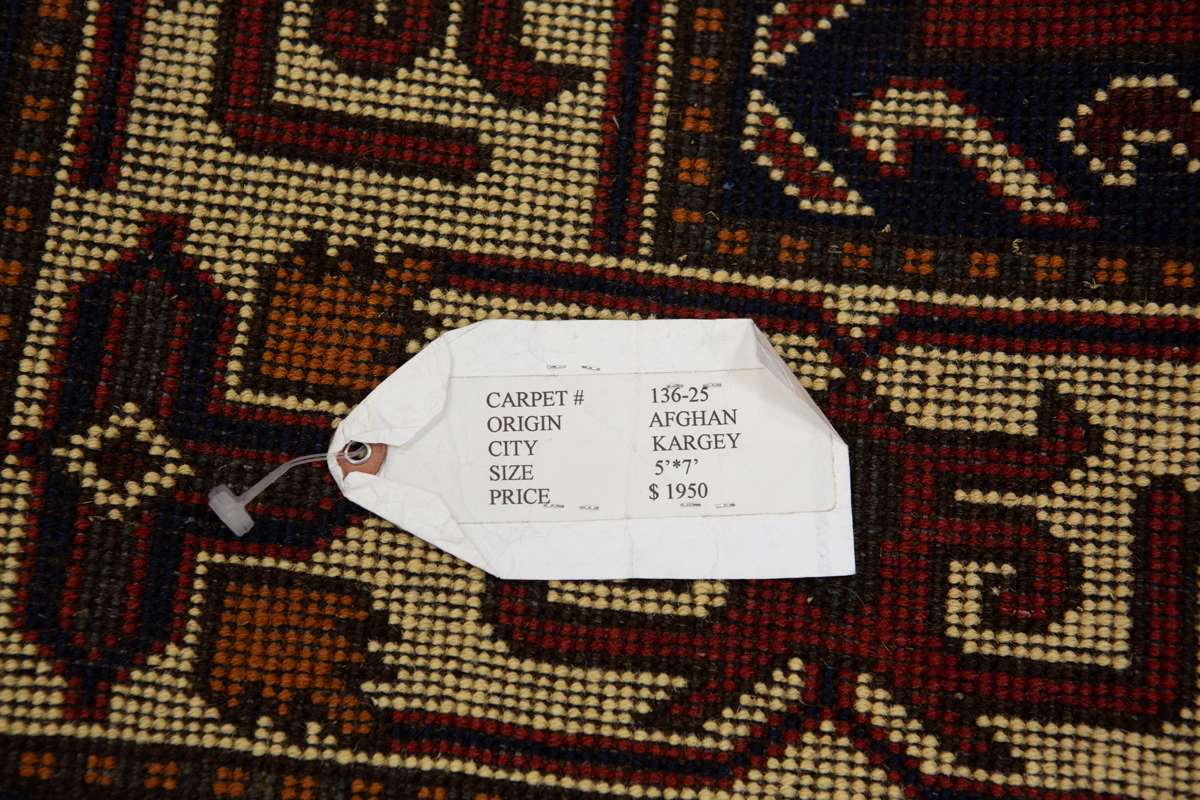 CARPET # 136-25
ORIGIN AFGHAN
CITY KARGEY
SIZE 5’*7’
PRICE $ 1950